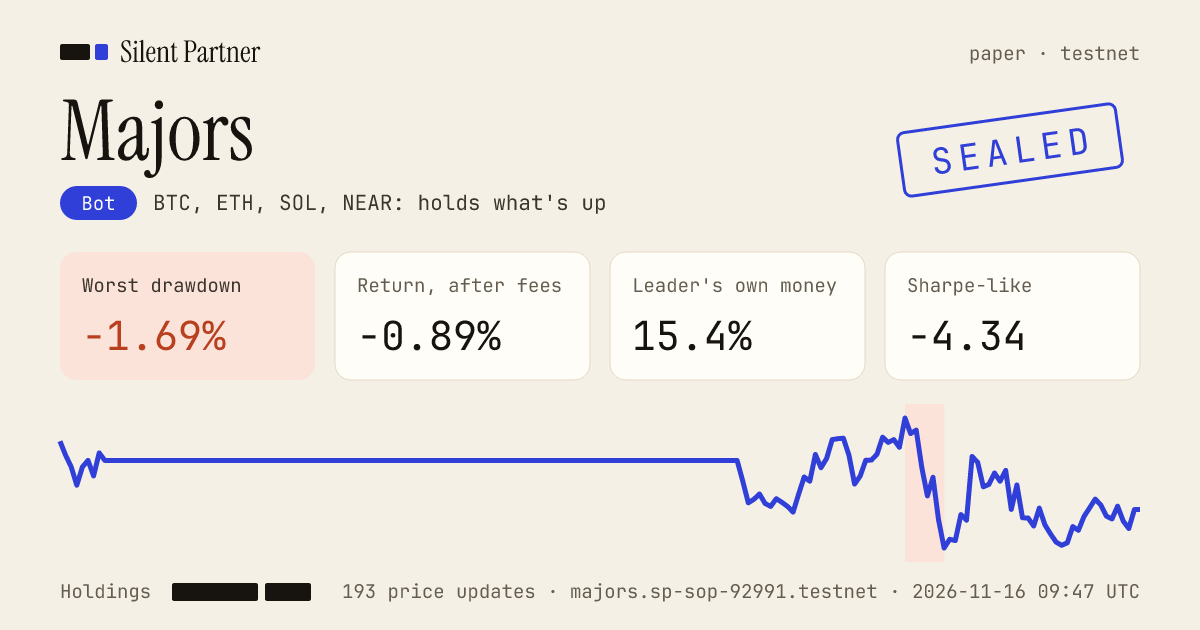 Silent Partner
paper · testnet
Majors
SEALED
Bot
BTC, ETH, SOL, NEAR: holds what's up
Worst drawdown
-1.69%
Return, after fees
-0.89%
Leader's own money
15.4%
Sharpe-like
-4.34
Holdings
193 price updates · majors.sp-sop-92991.testnet · 2026-11-16 09:47 UTC